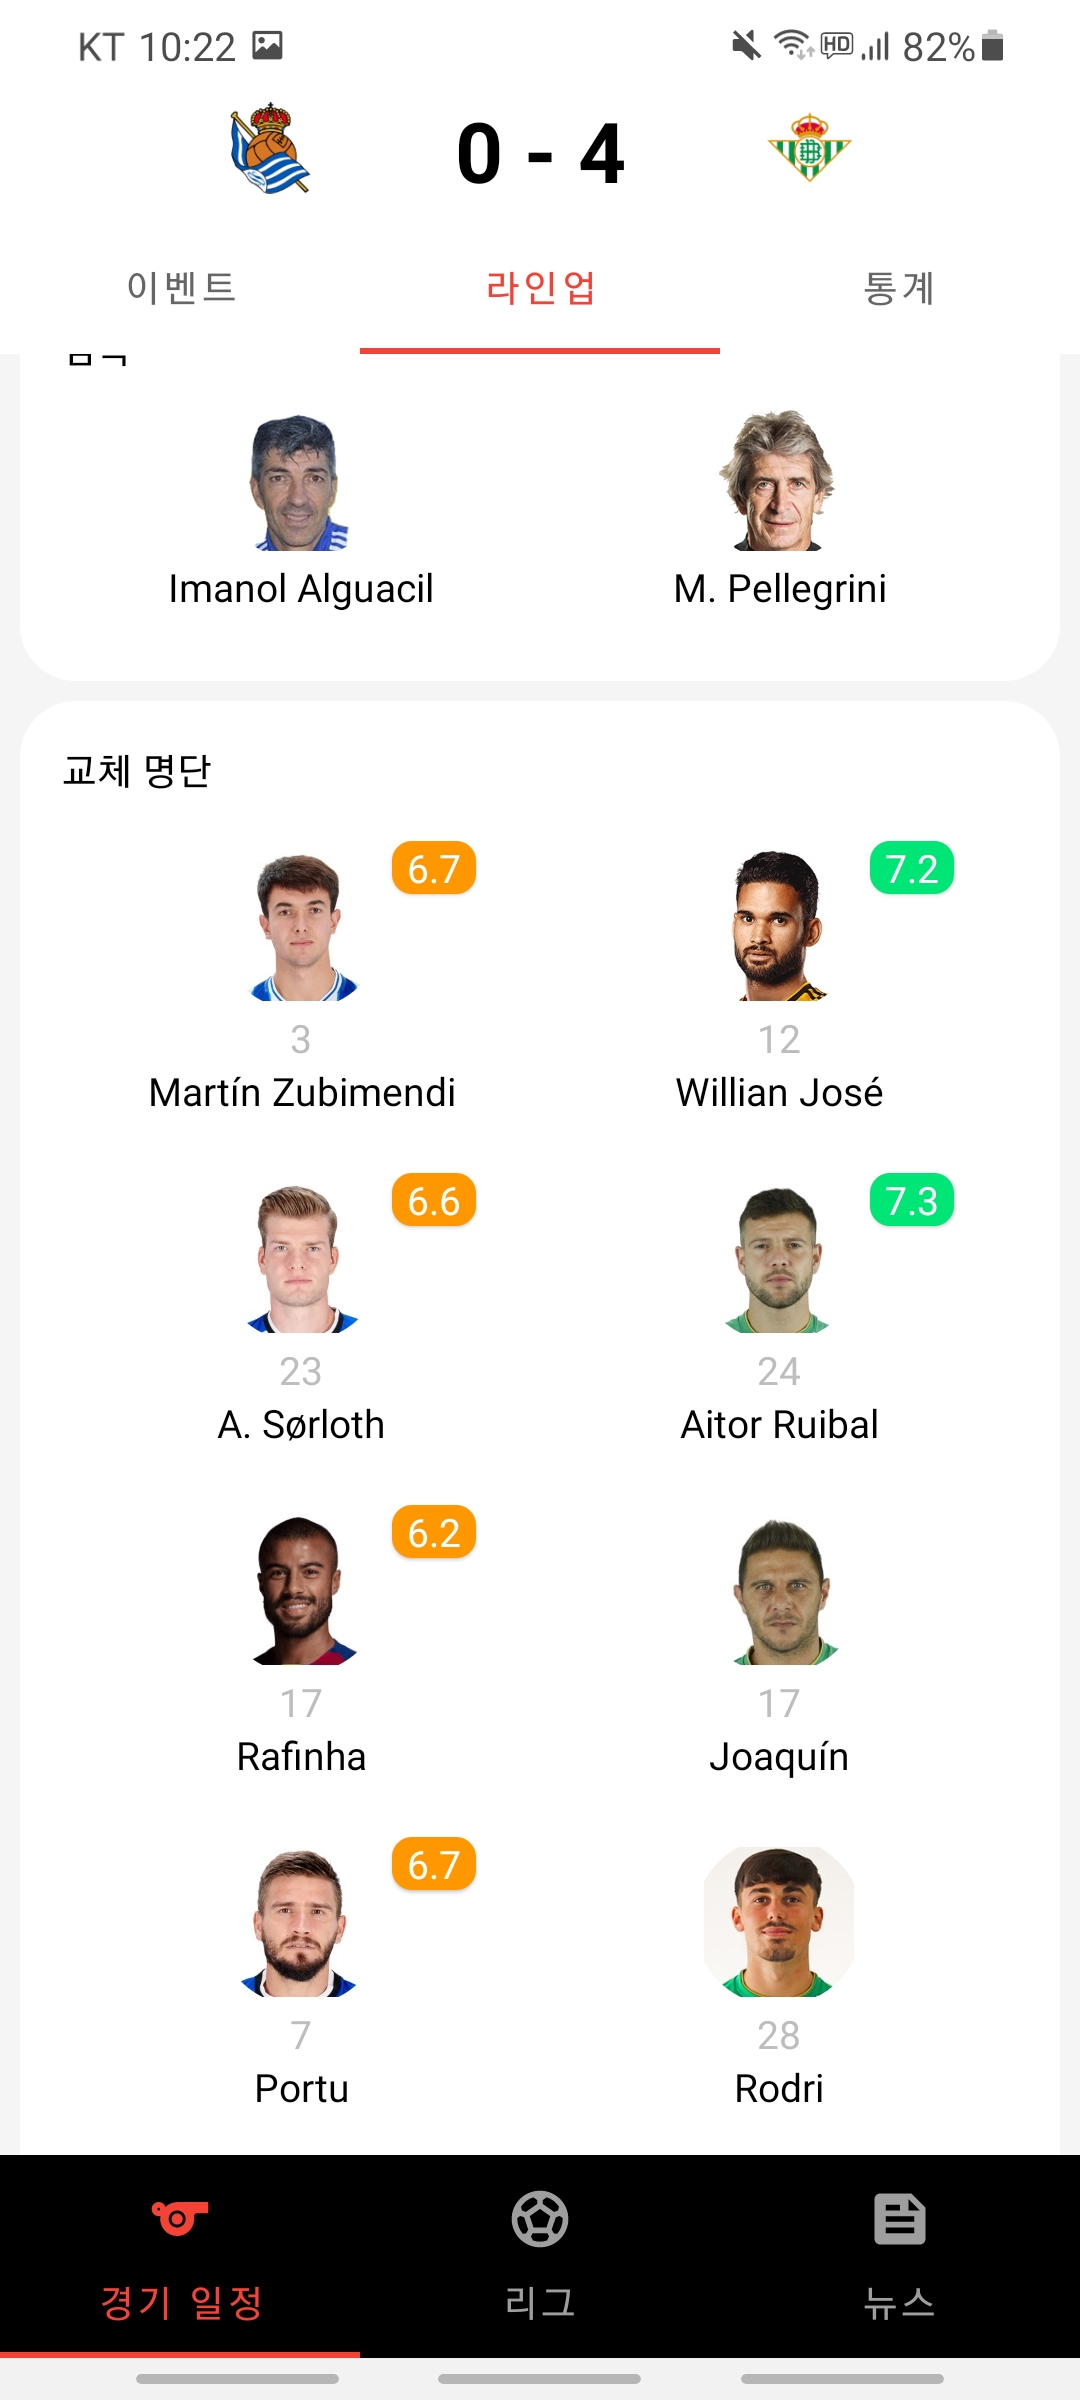 KT 10:22 HD 82%
0 - 4
이벤트 라인업 통계
Imanol Alguacil M. Pellegrini
교체 명단
6.7 7.2
3 12
Martín Zubimendi Willian José
6.6 7.3
23 24
A. Sørloth Aitor Ruibal
6.2
17 17
Rafinha Joaquín
6.7
7 28
Portu Rodri
경기 일정 리그 뉴스